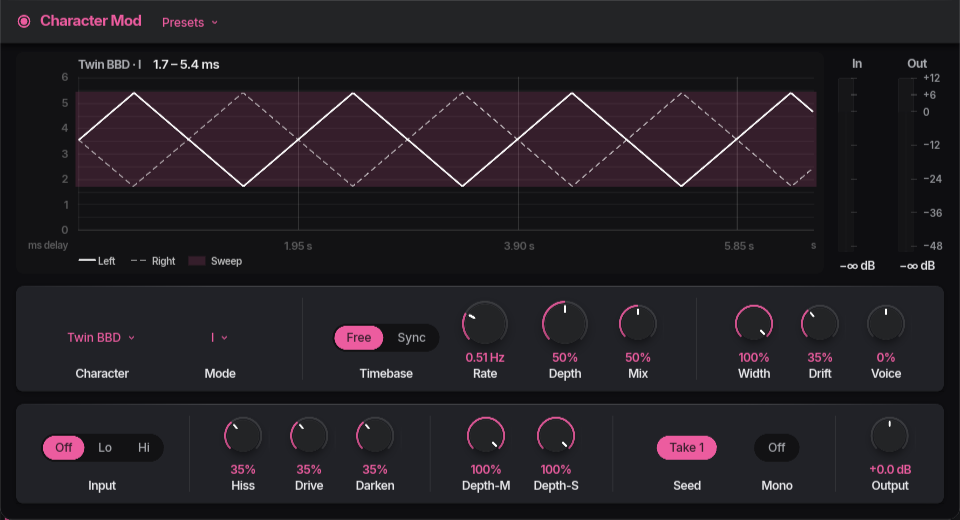 Character Mod Presets
Twin BBD · I 1.7 – 5.4 ms
In Out
6
5
4
3
2
1
0
ms delay 1.95 s 3.90 s 5.85 s s
Left Right Sweep
+12
+6
0
−12
−24
−36
−48
−∞ dB −∞ dB
Twin BBD I Free Sync
0.51 Hz 50% 50% 100% 35% 0%
Character Mode Timebase Rate Depth Mix Width Drift Voice
Off Lo Hi Take 1 Off
35% 35% 35% 100% 100% +0.0 dB
Input Hiss Drive Darken Depth-M Depth-S Seed Mono Output